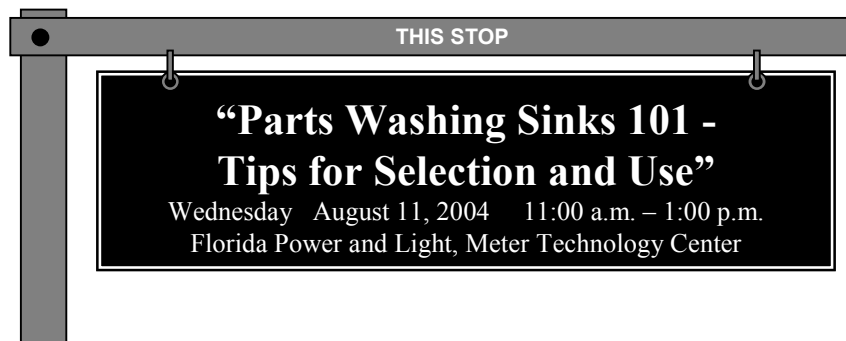 THIS STOP
“Parts Washing Sinks 101 -
Tips for Selection and Use”
Wednesday August 11, 2004 11:00 a.m. – 1:00 p.m.
Florida Power and Light, Meter Technology Center